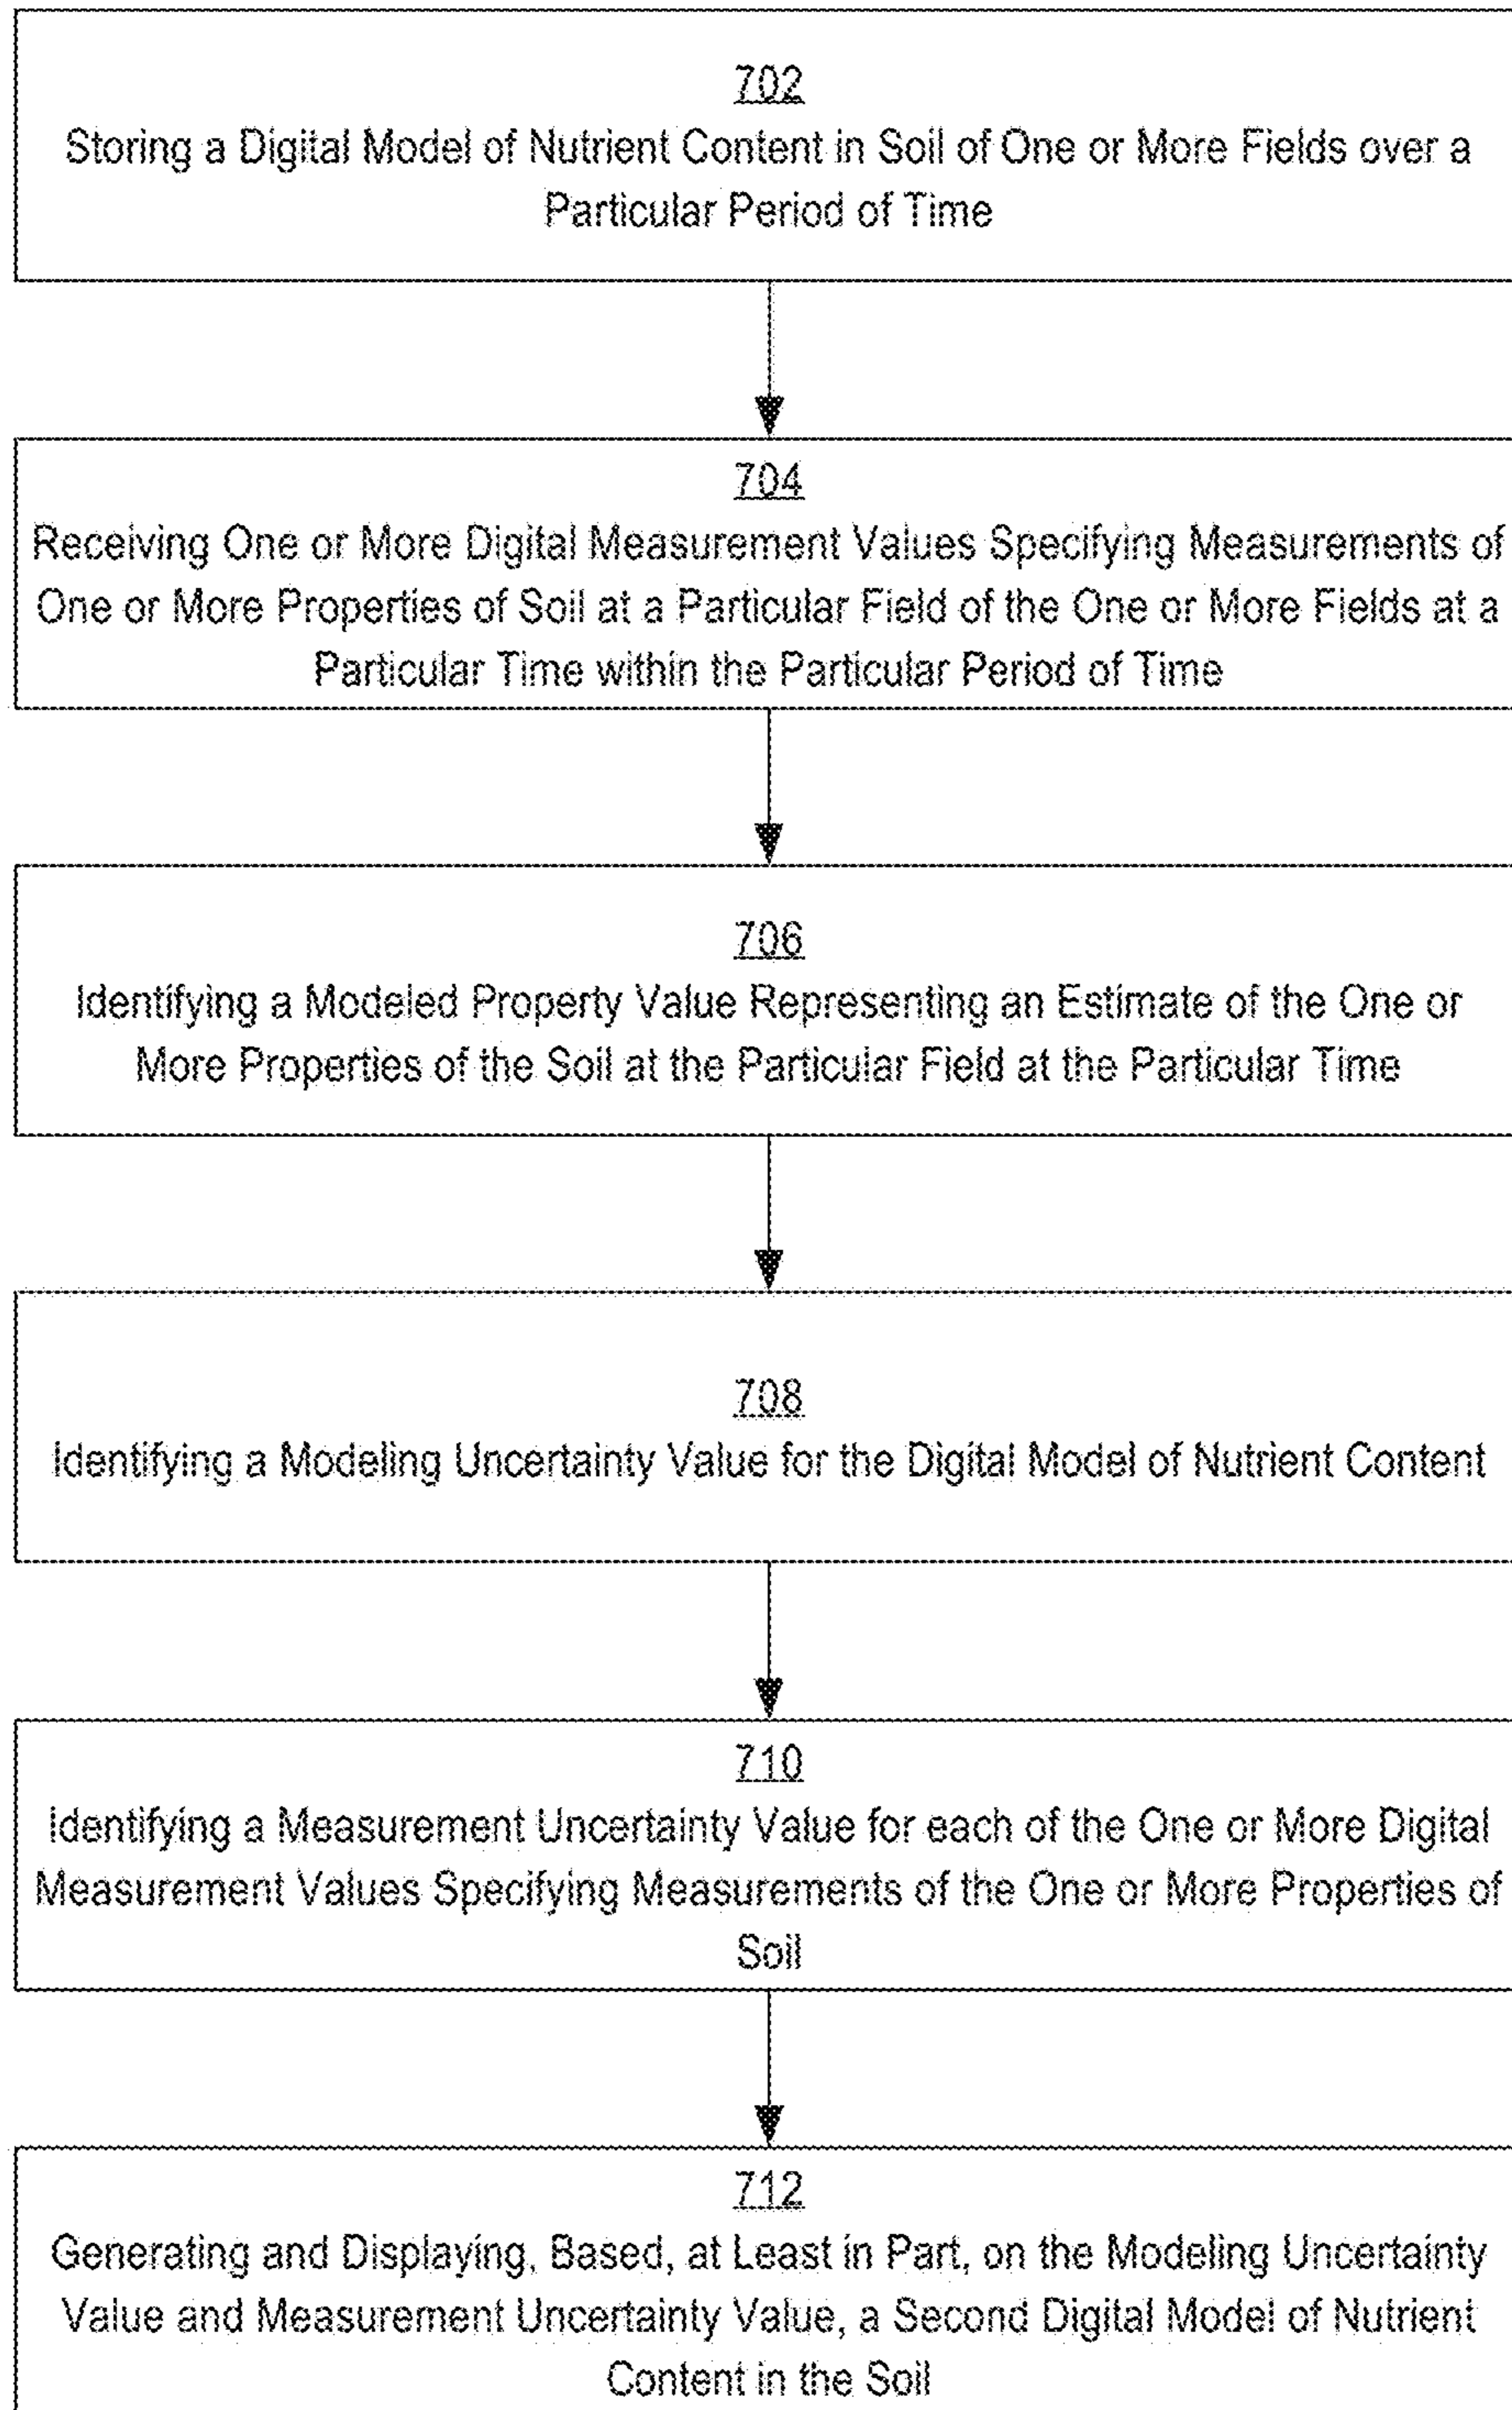 702
Storing a Digital Model of Nutrient Content in Soil of One or More Fields over a
Particular Period of Time
704
Receiving One or More Digital Measurement Values Specifying Measurements of
One or More Properties of Soil at a Particular Field of the One or More Fields at a
Particular Time within the Particular Period of Time
706
Identifying a Modeled Property Value Representing an Estimate of the One or
More Properties of the Soil at the Particular Field at the Particular Time
708
Identifying a Modeling Uncertainty Value for the Digital Model of Nutrient Content
710
Identifying a Measurement Uncertainty Value for each of the One or More Digital
Measurement Values Specifying Measurements of the One or More Properties of
Soil
712
Generating and Displaying, Based, at Least in Part, on the Modeling Uncertainty
Value and Measurement Uncertainty Value, a Second Digital Model of Nutrient
Content in the Soil